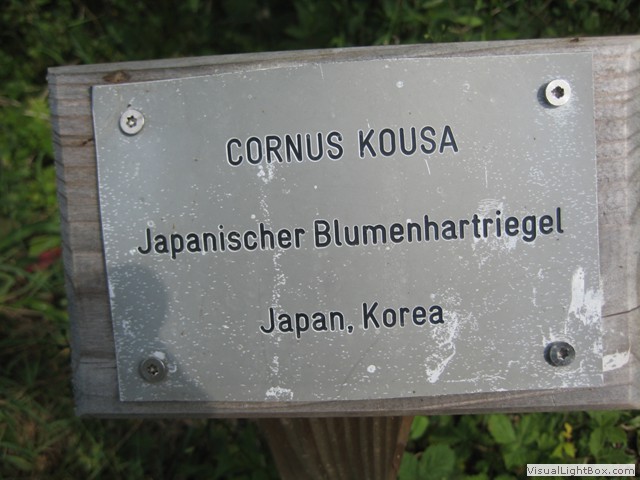 CORNUS KOUSA
Japanischer Blumenhartriegel
Japan, Korea
VisualLightBox.com